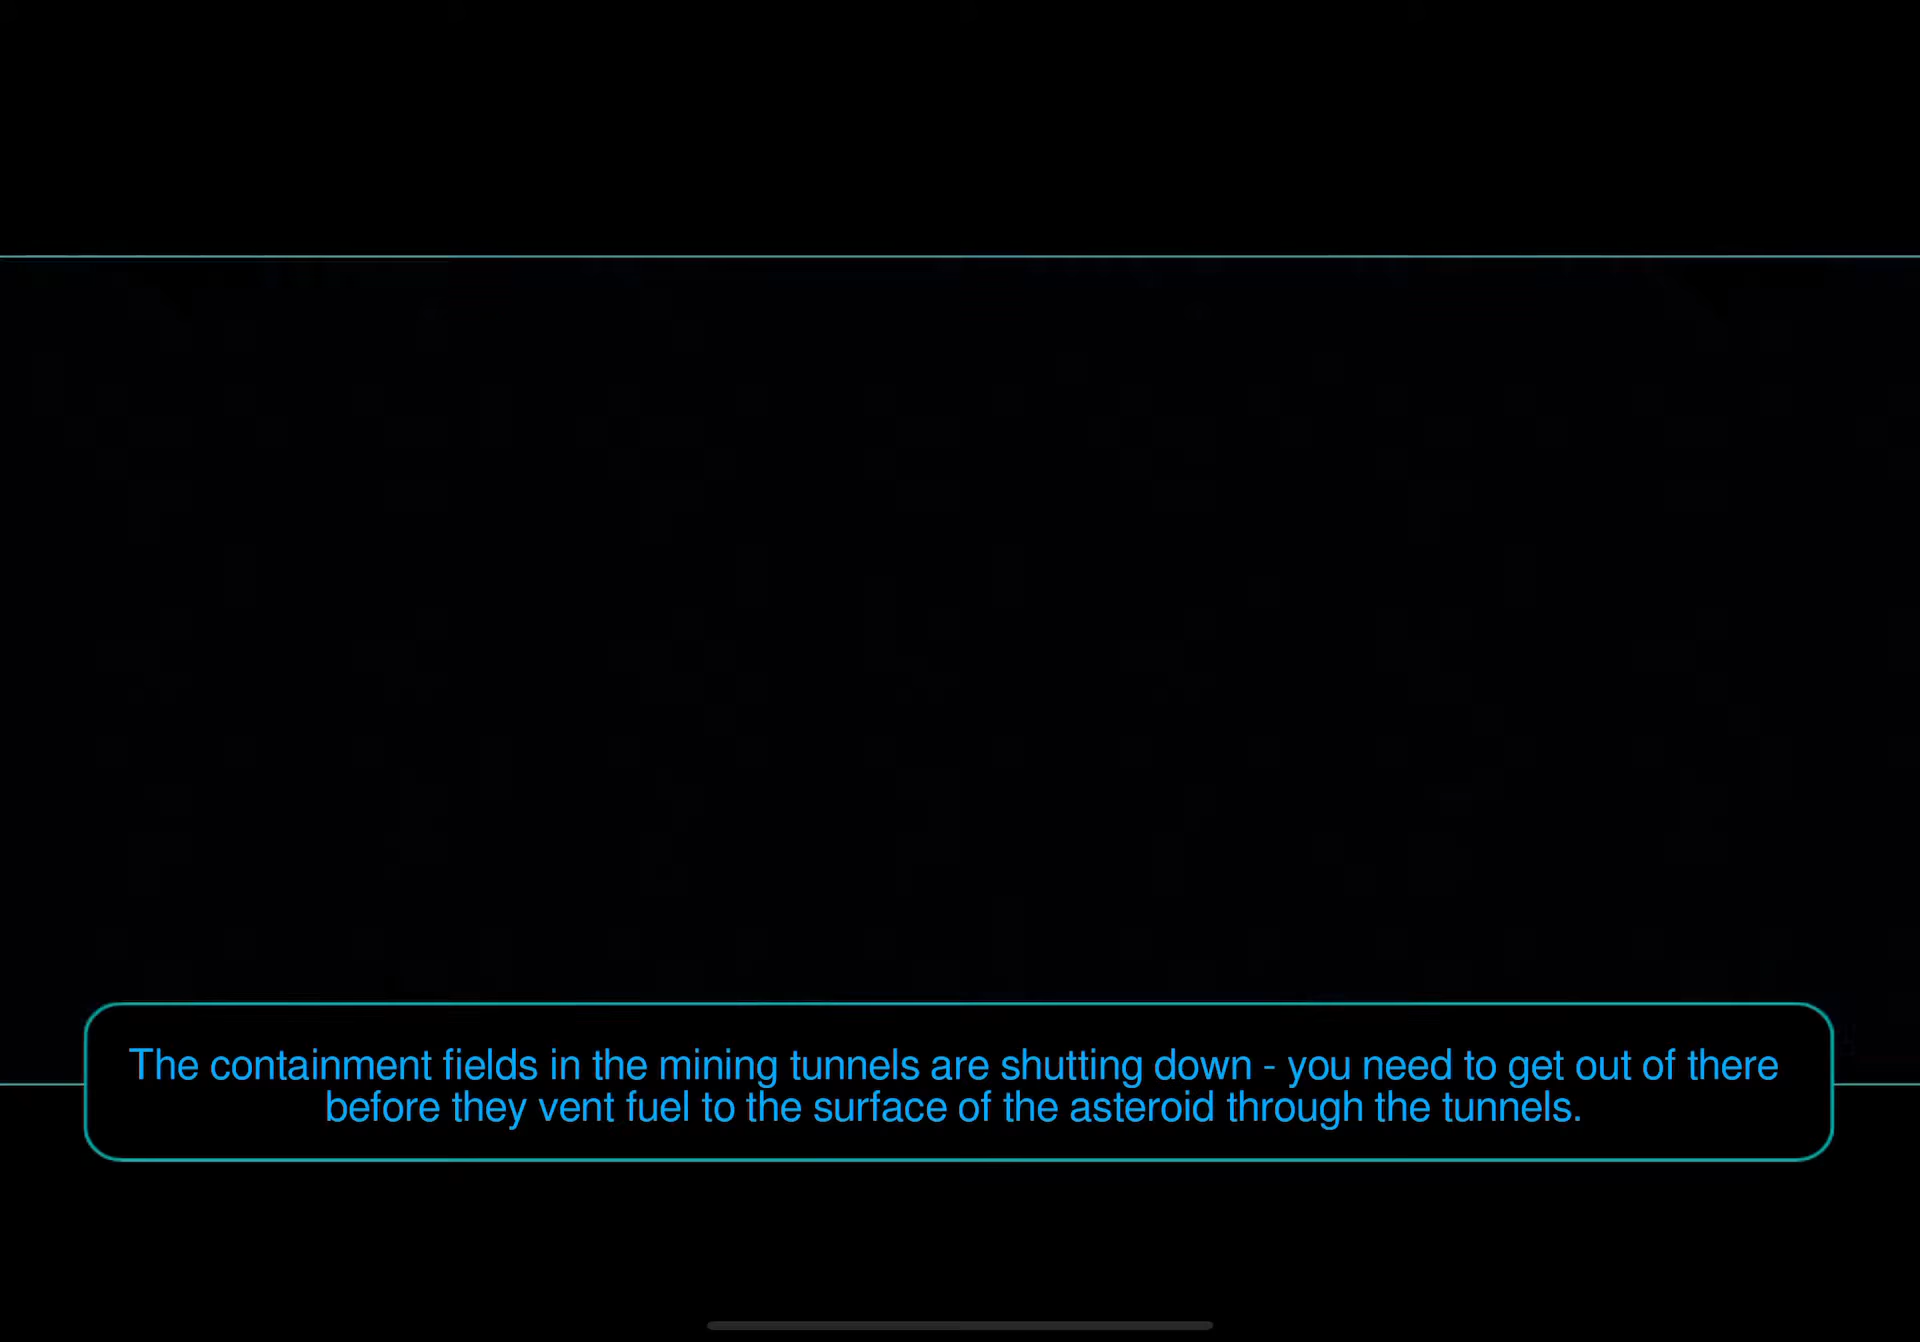 The containment fields in the mining tunnels are shutting down - you need to get out of there
before they vent fuel to the surface of the asteroid through the tunnels.